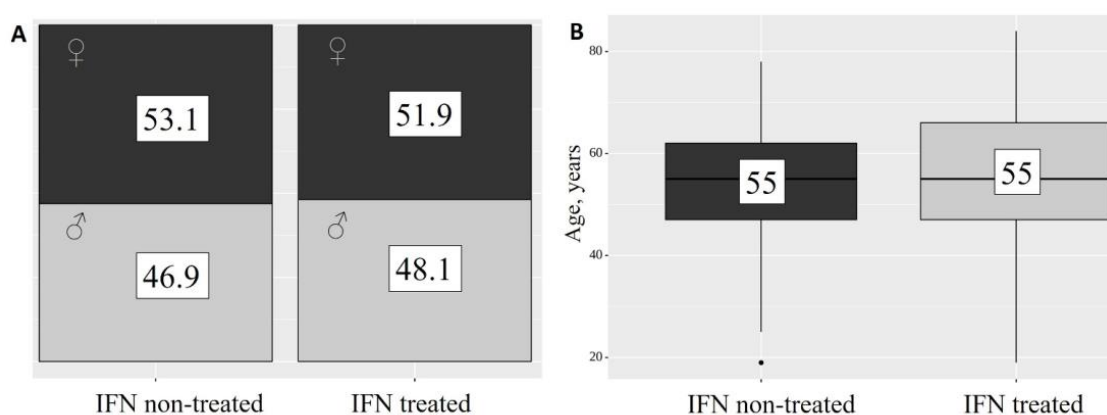 A
♀
53.1
♂
46.9
♀
51.9
♂
48.1
IFN non-treated
IFN treated
B
Age, years
80
60
40
20
55
55
IFN non-treated
IFN treated